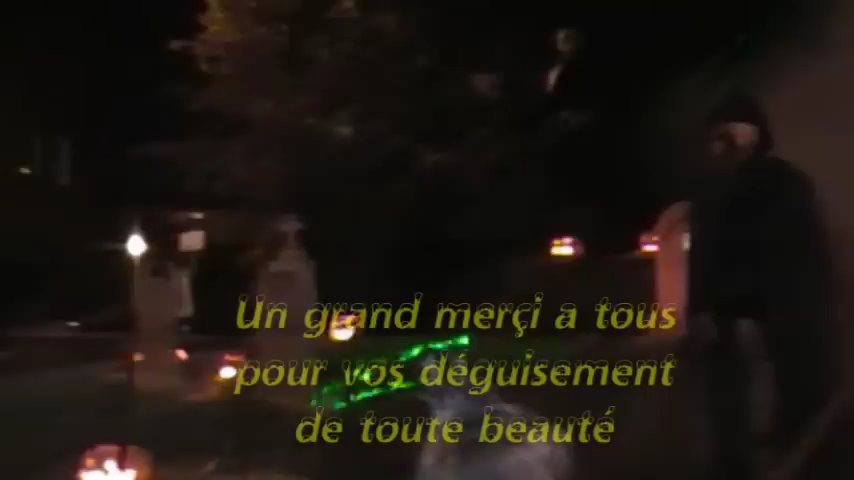 Un grand merçi a tous
pour vos déguisement
de toute beauté